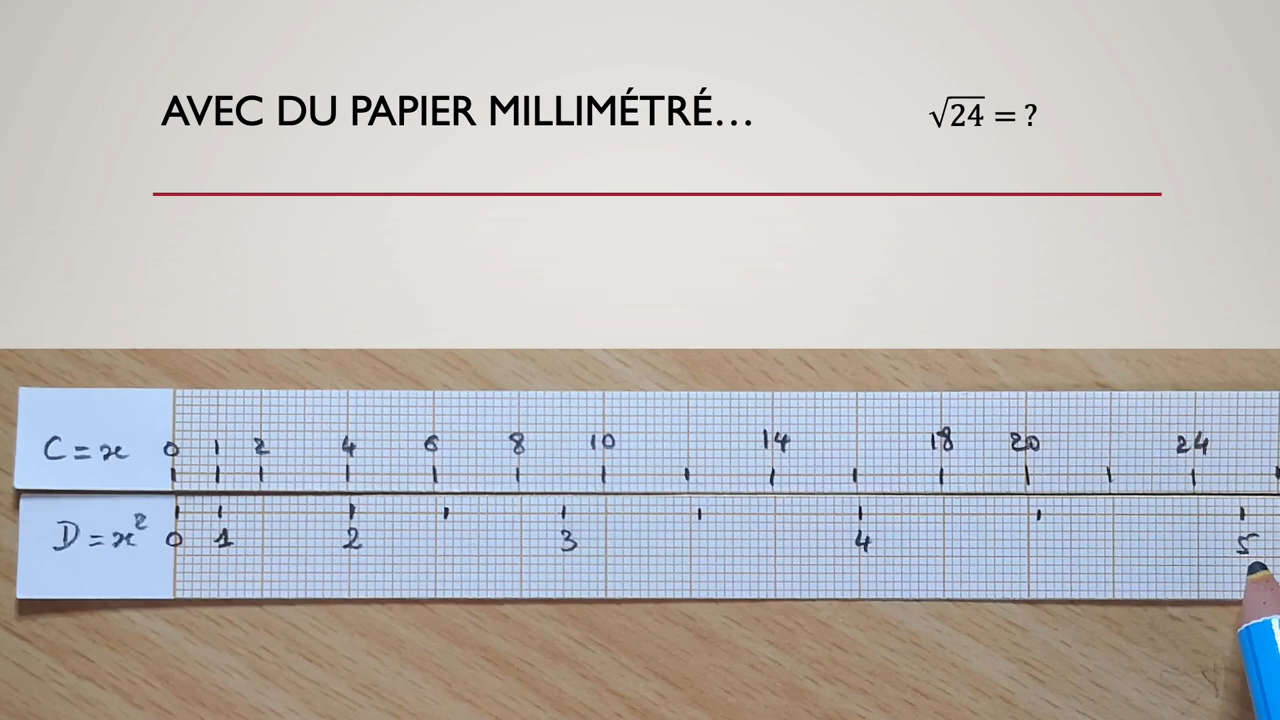 AVEC DU PAPIER MILLIMÉTRÉ… √24 = ?
C = x 0 1 2 4 6 8 10 14 18 20 24
D = x² 0 1 2 3 4 5